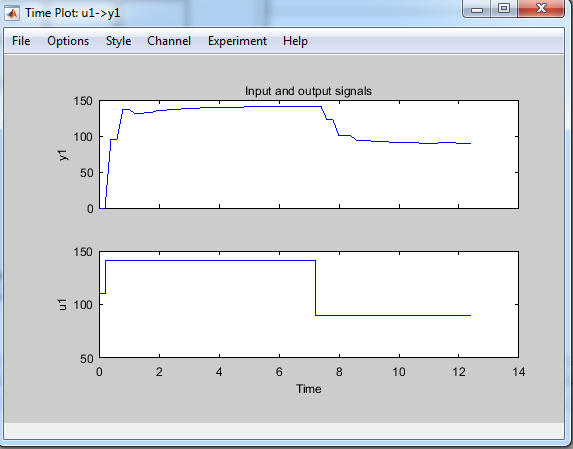 Time Plot: u1->y1
File Options Style Channel Experiment Help
Input and output signals
150
100
50
0
y1
150
100
50
u1
0 2 4 6 8 10 12 14
Time